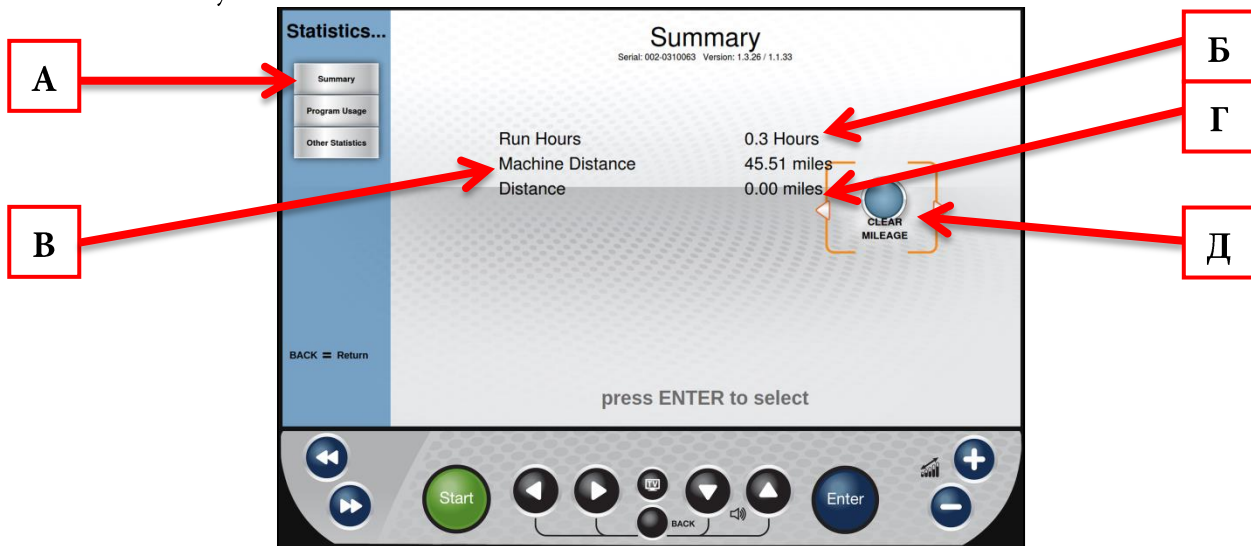 Statistics...
Summary
Program Usage
Other Statistics
BACK = Return
Summary
Serial: 002-0310063 Version: 1.3.26 / 1.1.33
Run Hours 0.3 Hours
Machine Distance 45.51 miles
Distance 0.00 miles
CLEAR
MILEAGE
press ENTER to select
Start
TV
BACK
Enter
А
Б
В
Г
Д